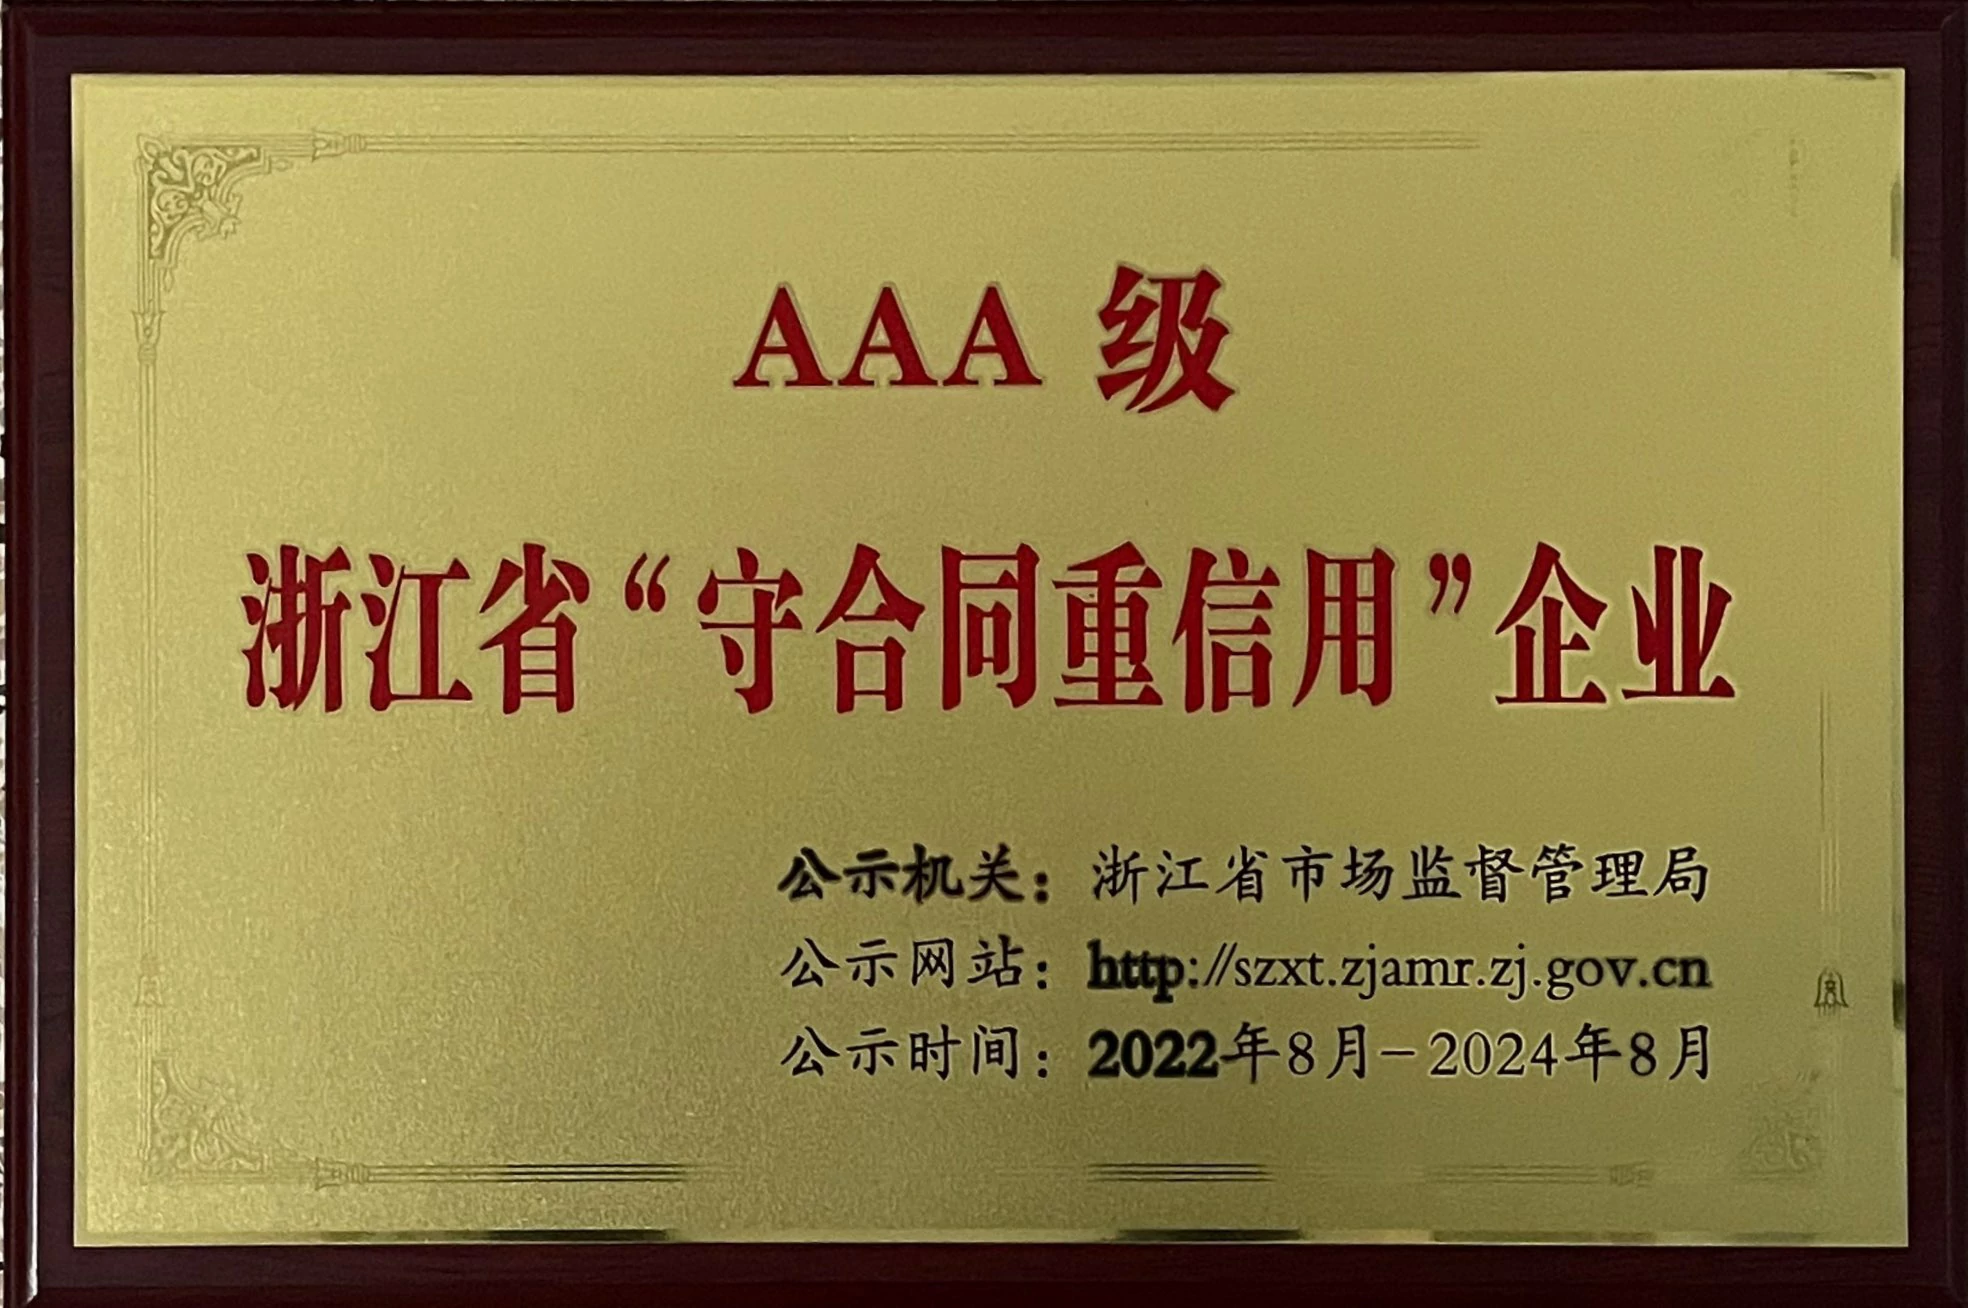 AAA 级
浙江省“守合同重信用”企业
公示机关：浙江省市场监督管理局
公示网站：http://szxt.zjamr.zj.gov.cn
公示时间：2022年8月－2024年8月